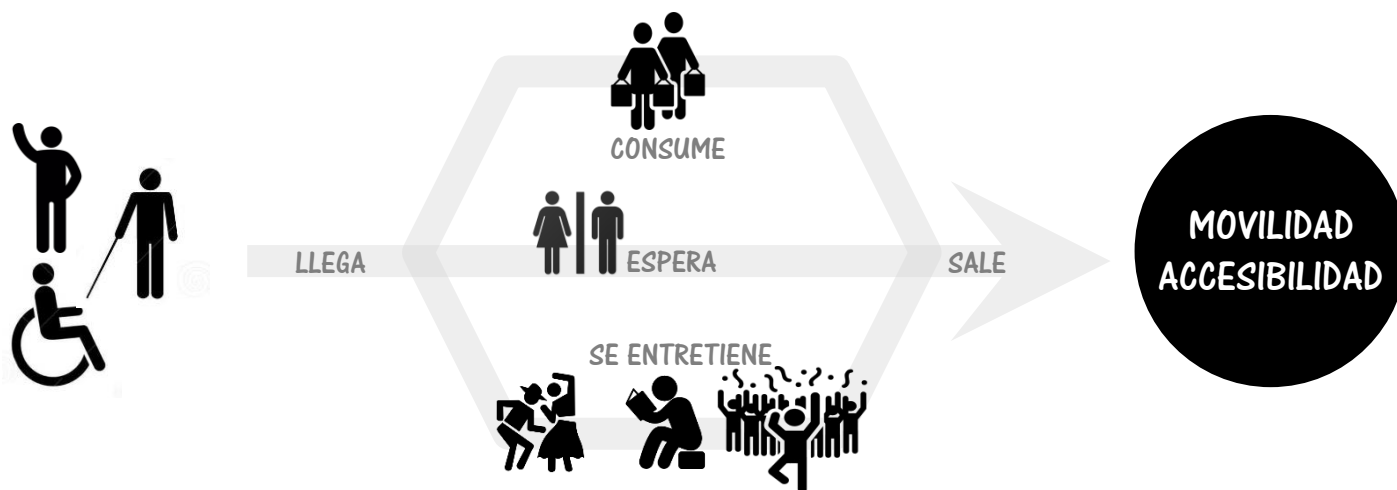 CONSUME
LLEGA
ESPERA
SALE
SE ENTRETIENE
MOVILIDAD
ACCESIBILIDAD